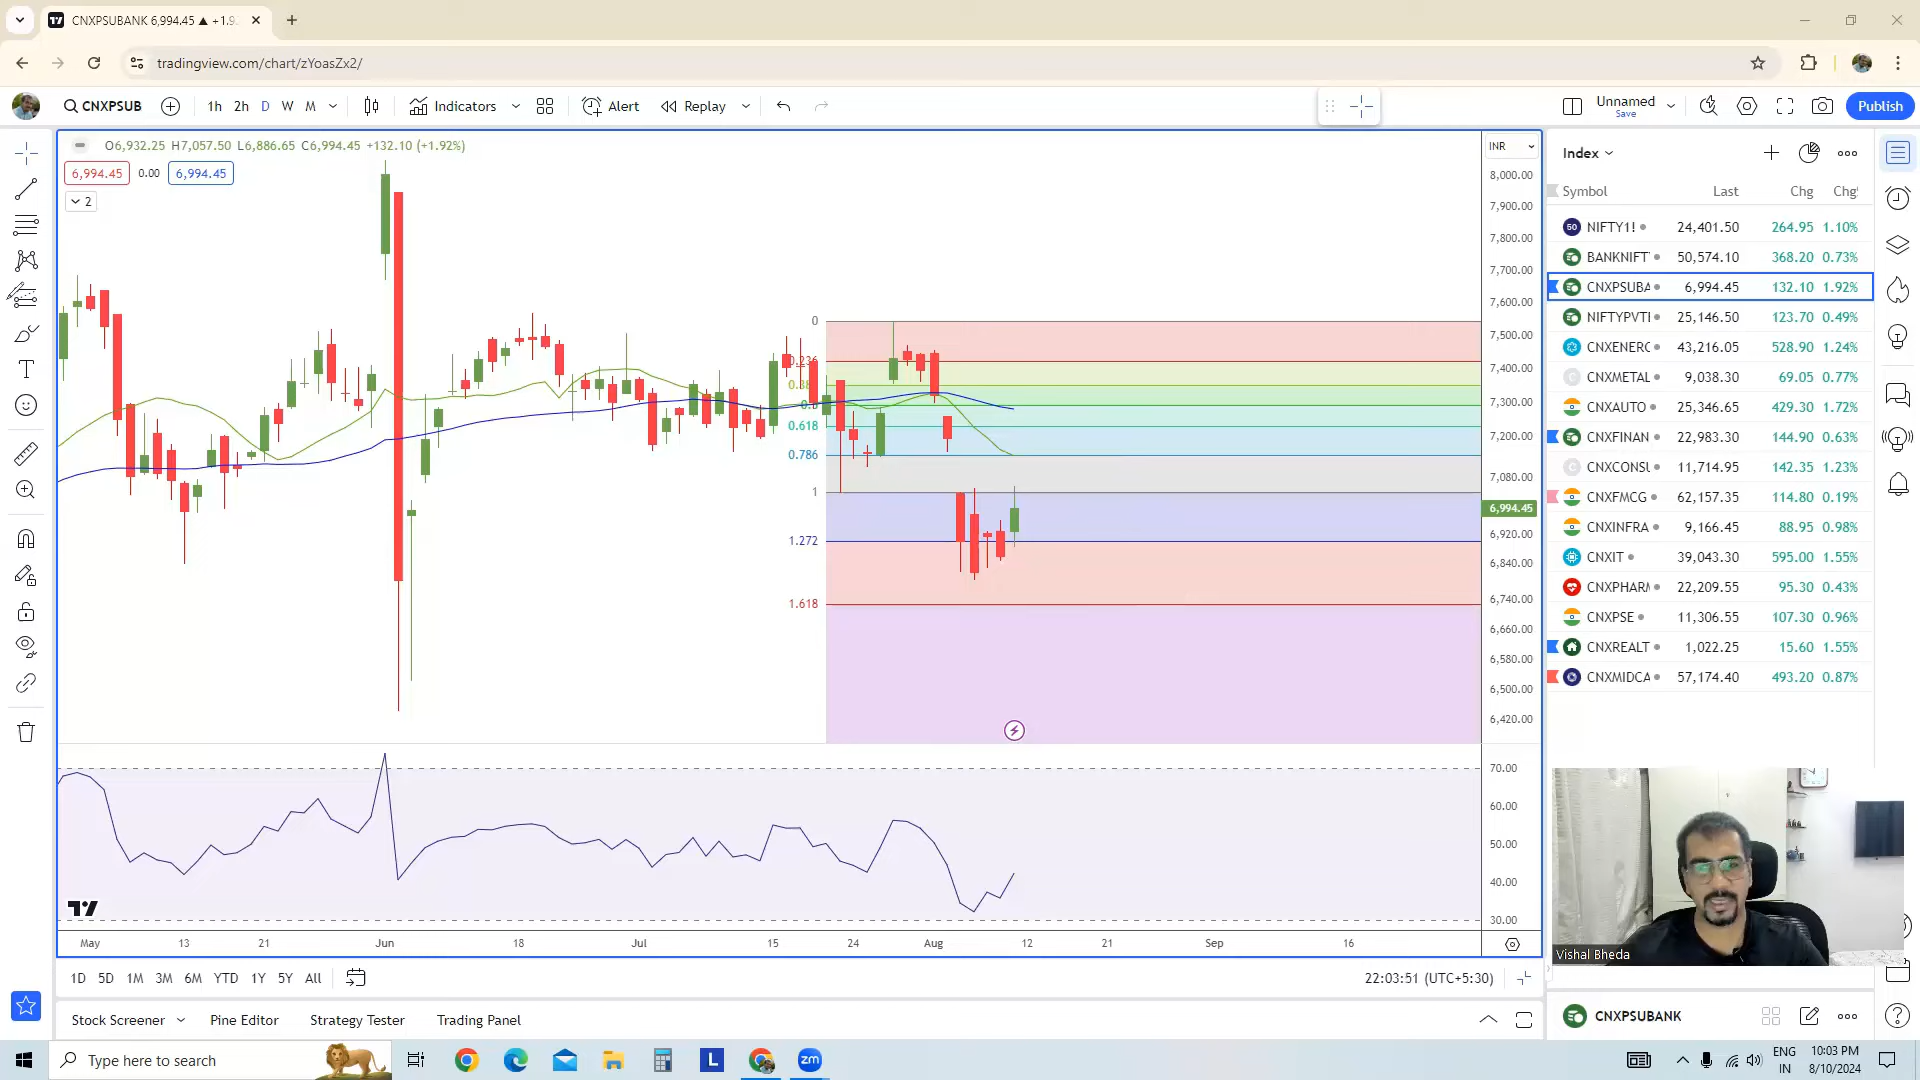 CNXPSUBANK 6,994.45 ▲ +1.9
tradingview.com/chart/zYoasZx2/
CNXPSUB 1h 2h D W M Indicators Alert Replay Unnamed Save Publish
O6,932.25 H7,057.50 L6,886.65 C6,994.45 +132.10 (+1.92%)
6,994.45 0.00 6,994.45
2
INR
8,000.00
7,900.00
7,800.00
7,700.00
7,600.00
7,500.00
7,400.00
7,300.00
7,200.00
7,080.00
6,994.45
6,920.00
6,840.00
6,740.00
6,660.00
6,580.00
6,500.00
6,420.00
0
0.236
0.5
0.618
0.786
1
1.272
1.618
70.00
60.00
50.00
40.00
30.00
May 13 21 Jun 18 Jul 15 24 Aug 12 21 Sep 16
1D 5D 1M 3M 6M YTD 1Y 5Y All
22:03:51 (UTC+5:30)
Stock Screener Pine Editor Strategy Tester Trading Panel
Index
Symbol Last Chg Chg
50 NIFTY1! 24,401.50 264.95 1.10%
BANKNIFT 50,574.10 368.20 0.73%
CNXPSUBA 6,994.45 132.10 1.92%
NIFTYPVTI 25,146.50 123.70 0.49%
CNXENERC 43,216.05 528.90 1.24%
C CNXMETAL 9,038.30 69.05 0.77%
CNXAUTO 25,346.65 429.30 1.72%
CNXFINAN 22,983.30 144.90 0.63%
C CNXCONSU 11,714.95 142.35 1.23%
CNXFMCG 62,157.35 114.80 0.19%
CNXINFRA 9,166.45 88.95 0.98%
CNXIT 39,043.30 595.00 1.55%
CNXPHARM 22,209.55 95.30 0.43%
CNXPSE 11,306.55 107.30 0.96%
CNXREALT 1,022.25 15.60 1.55%
CNXMIDCA 57,174.40 493.20 0.87%
Vishal Bheda
CNXPSUBANK
Type here to search
L
zm
ENG
IN
10:03 PM
8/10/2024